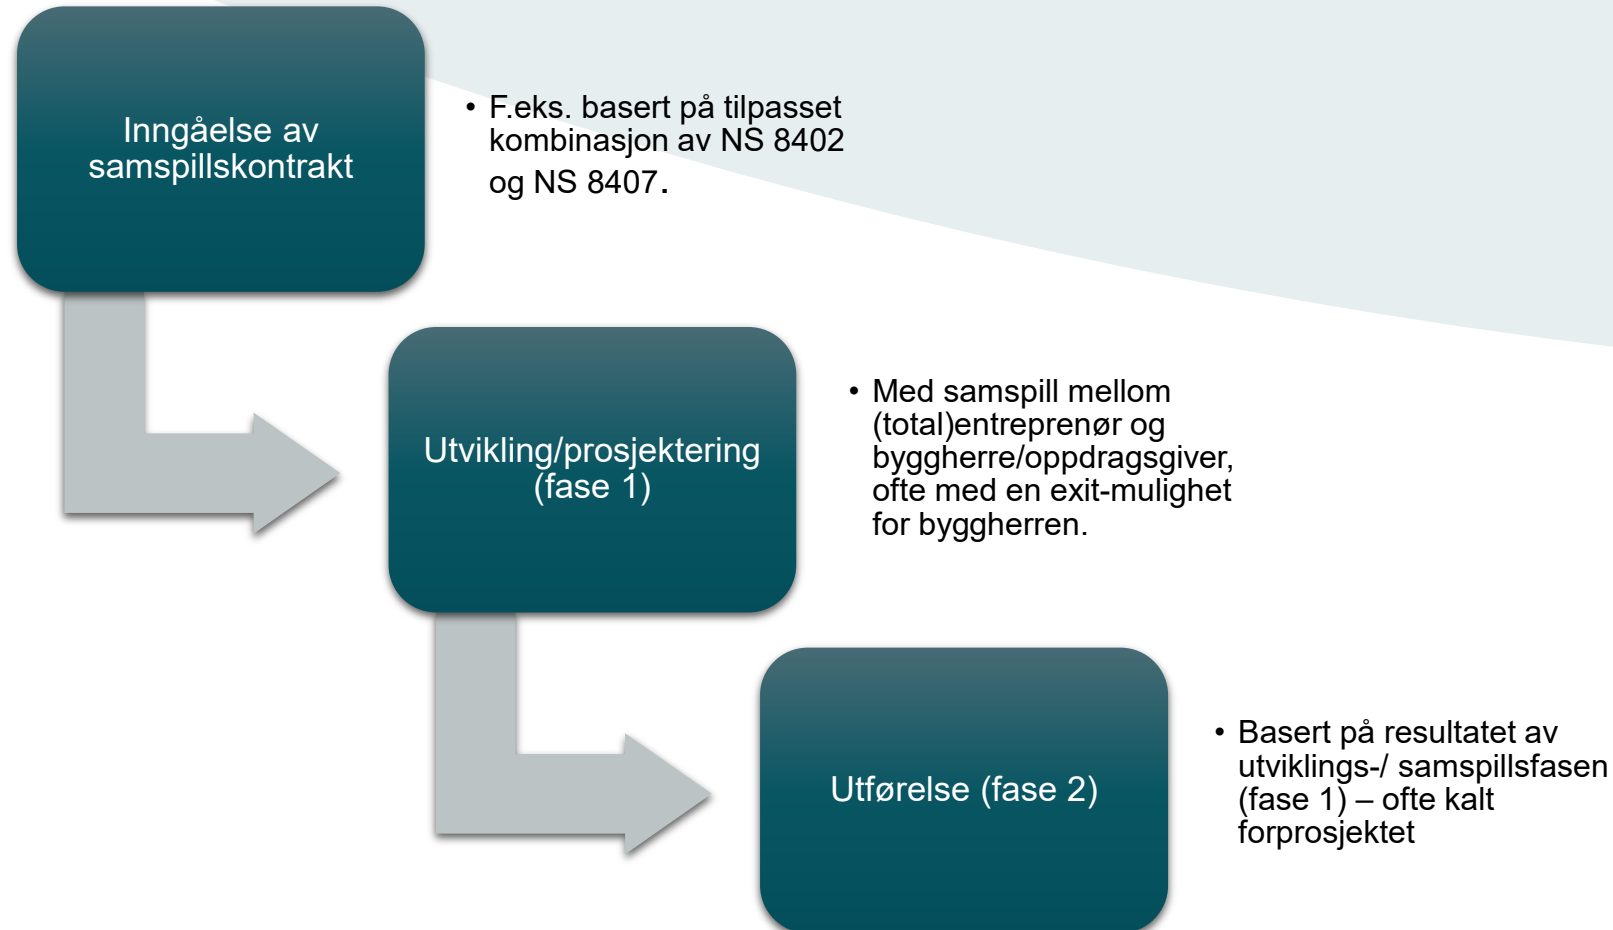 Inngåelse av
samspillskontrakt
• F.eks. basert på tilpasset
kombinasjon av NS 8402
og NS 8407.
Utvikling/prosjektering
(fase 1)
• Med samspill mellom
(total)entreprenør og
byggherre/oppdragsgiver,
ofte med en exit-mulighet
for byggherren.
Utførelse (fase 2)
• Basert på resultatet av
utviklings-/ samspillsfasen
(fase 1) – ofte kalt
forprosjektet